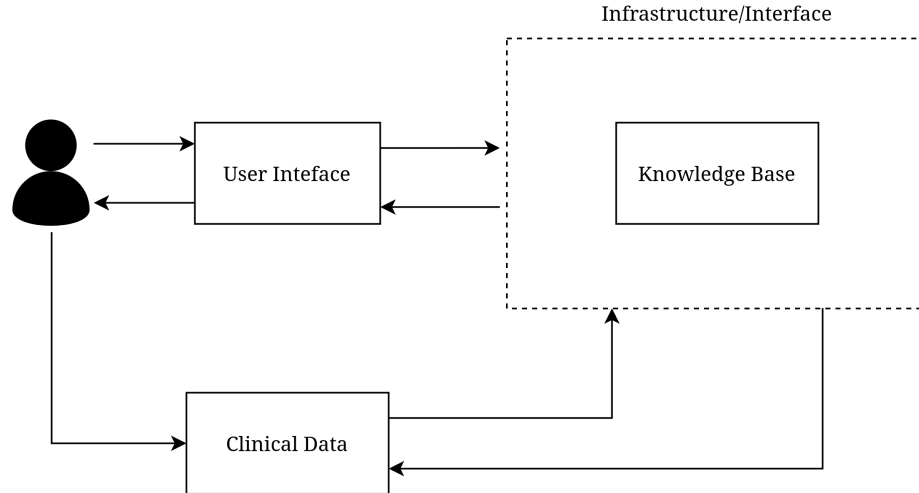 Infrastructure/Interface
User Inteface
Knowledge Base
Clinical Data